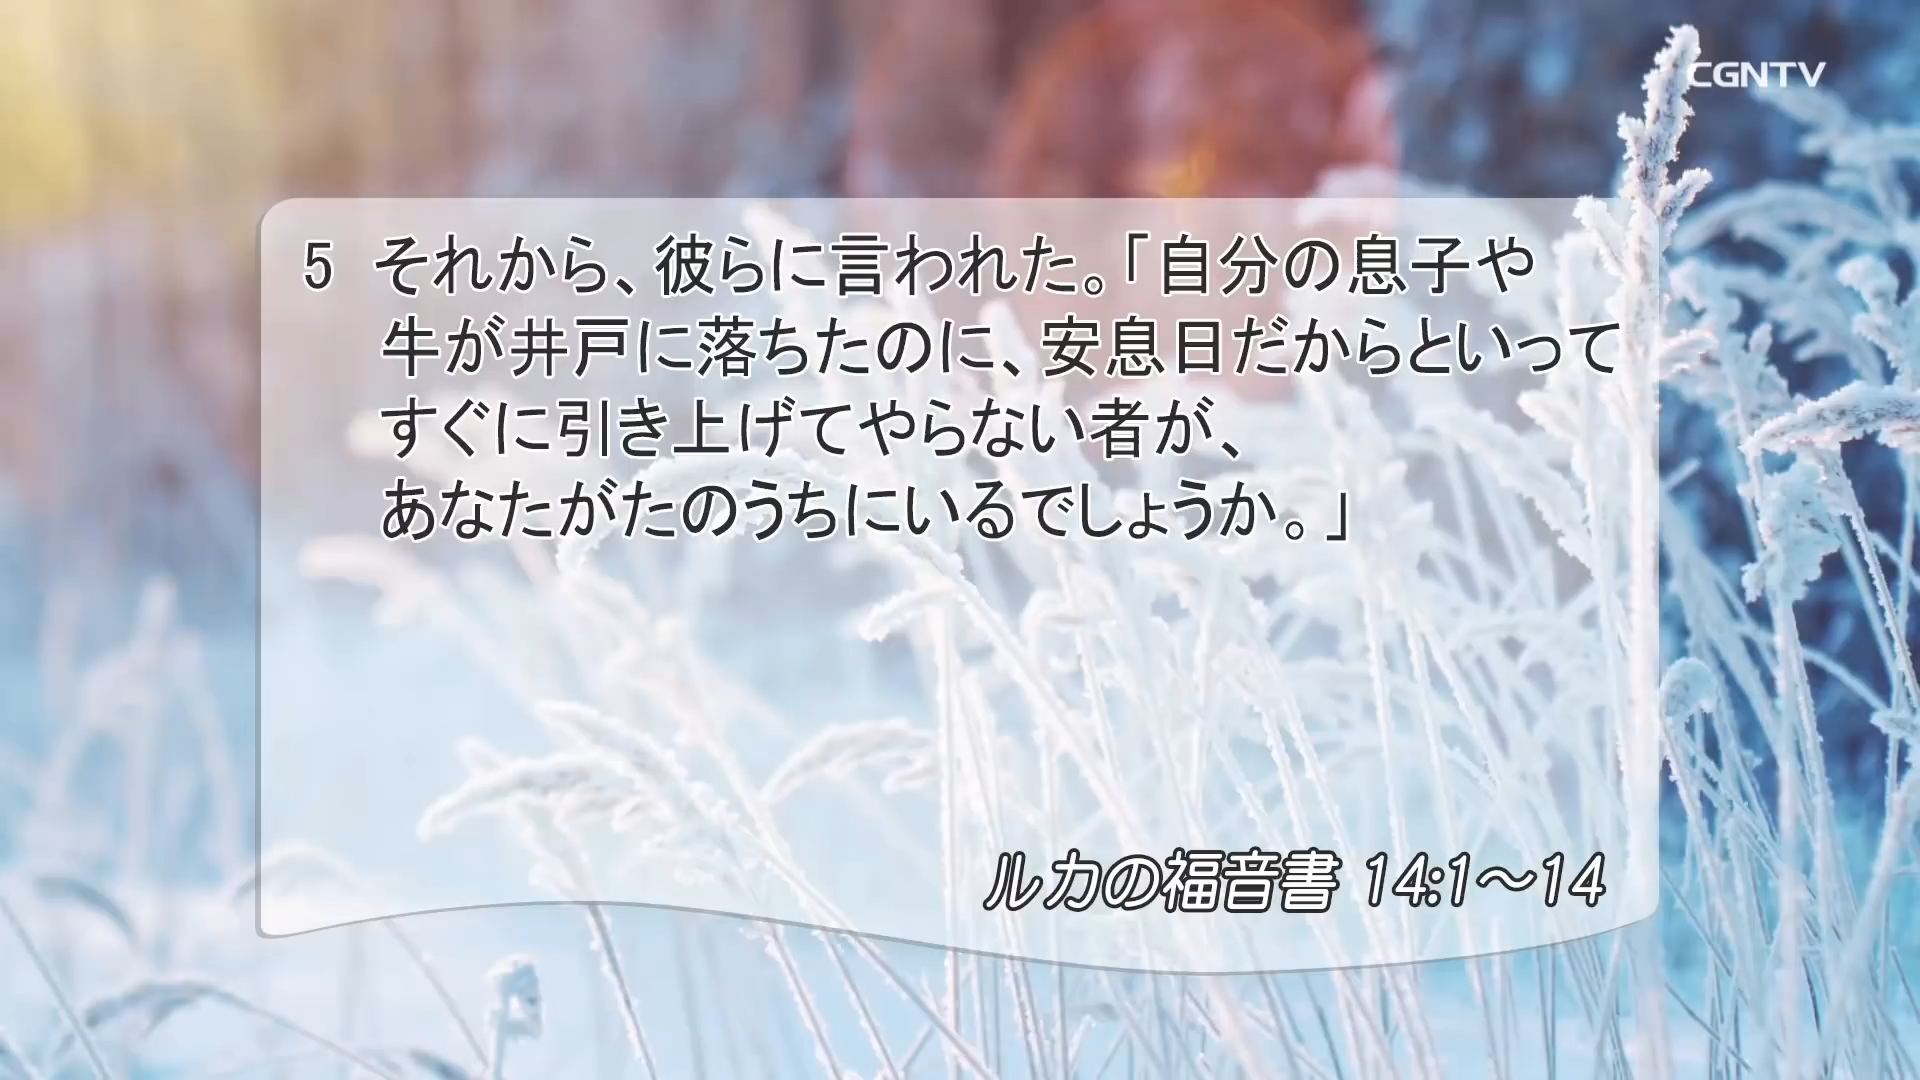 CGNTV
5 それから、彼らに言われた。「自分の息子や
牛が井戸に落ちたのに、安息日だからといって
すぐに引き上げてやらない者が、
あなたがたのうちにいるでしょうか。」
ルカの福音書 14:1〜14